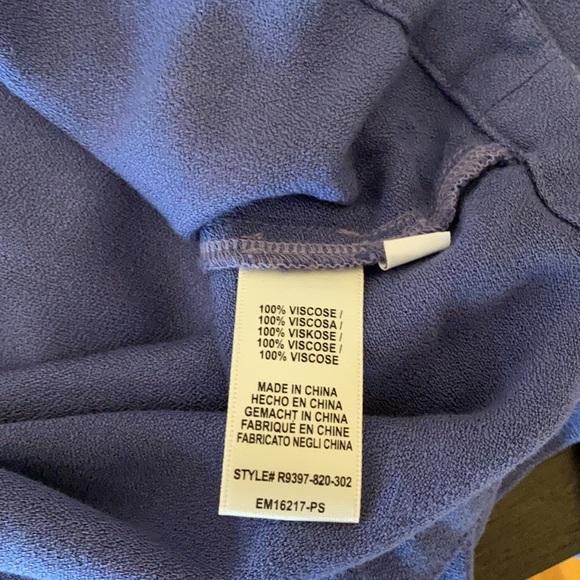 100% VISCOSE /
100% VISCOSA /
100% VISKOSE /
100% VISCOSE /
100% VISCOSE
MADE IN CHINA
HECHO EN CHINA
GEMACHT IN CHINA
FABRIQUÉ EN CHINE
FABRICATO NEGLI CHINA
STYLE# R9397-820-302
EM16217-PS